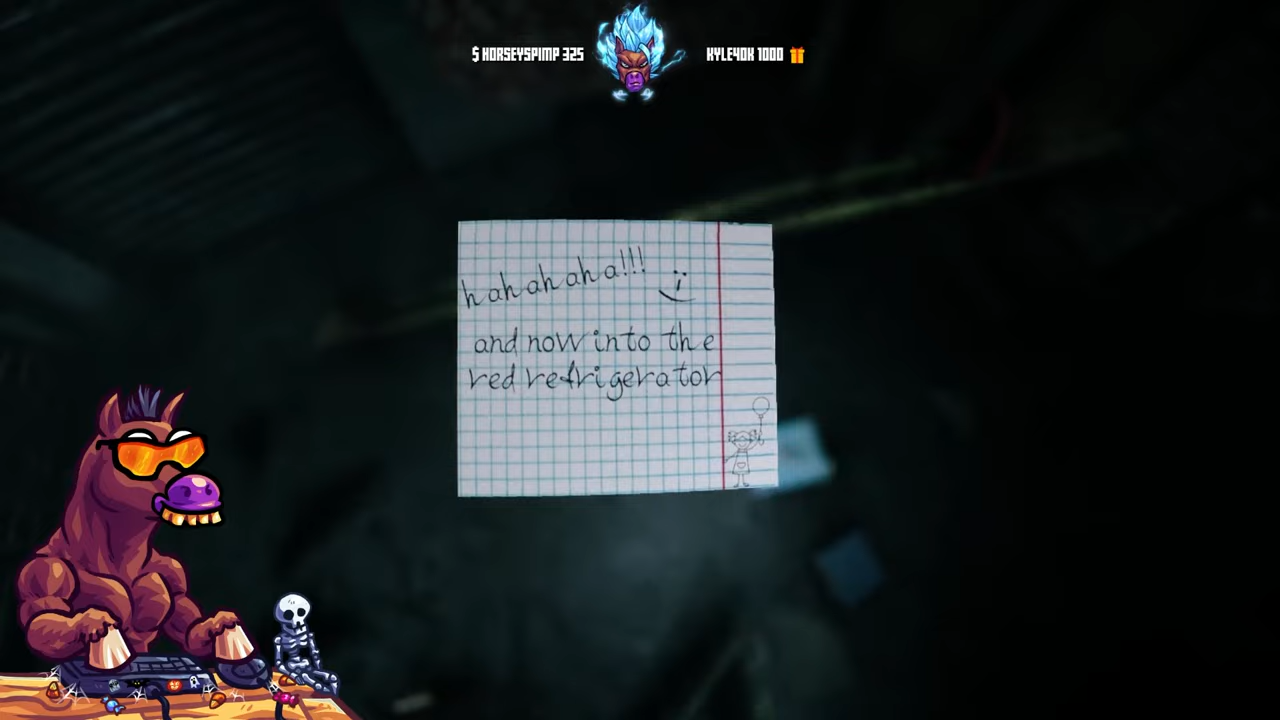 $ HORSEYSPIMP 325
KYLE40K 1000
hahahaha!!! :)
and now into the
red refrigerator